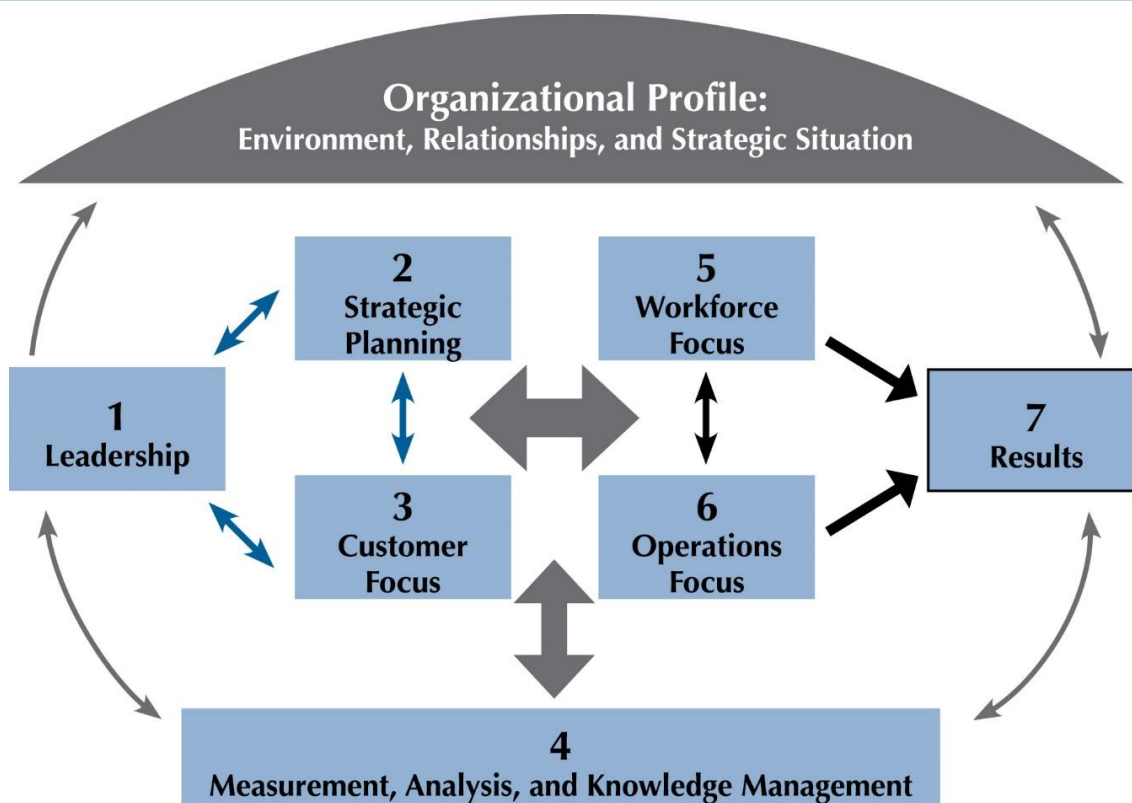 Organizational Profile:
Environment, Relationships, and Strategic Situation
2
Strategic
Planning
5
Workforce
Focus
1
Leadership
7
Results
3
Customer
Focus
6
Operations
Focus
4
Measurement, Analysis, and Knowledge Management